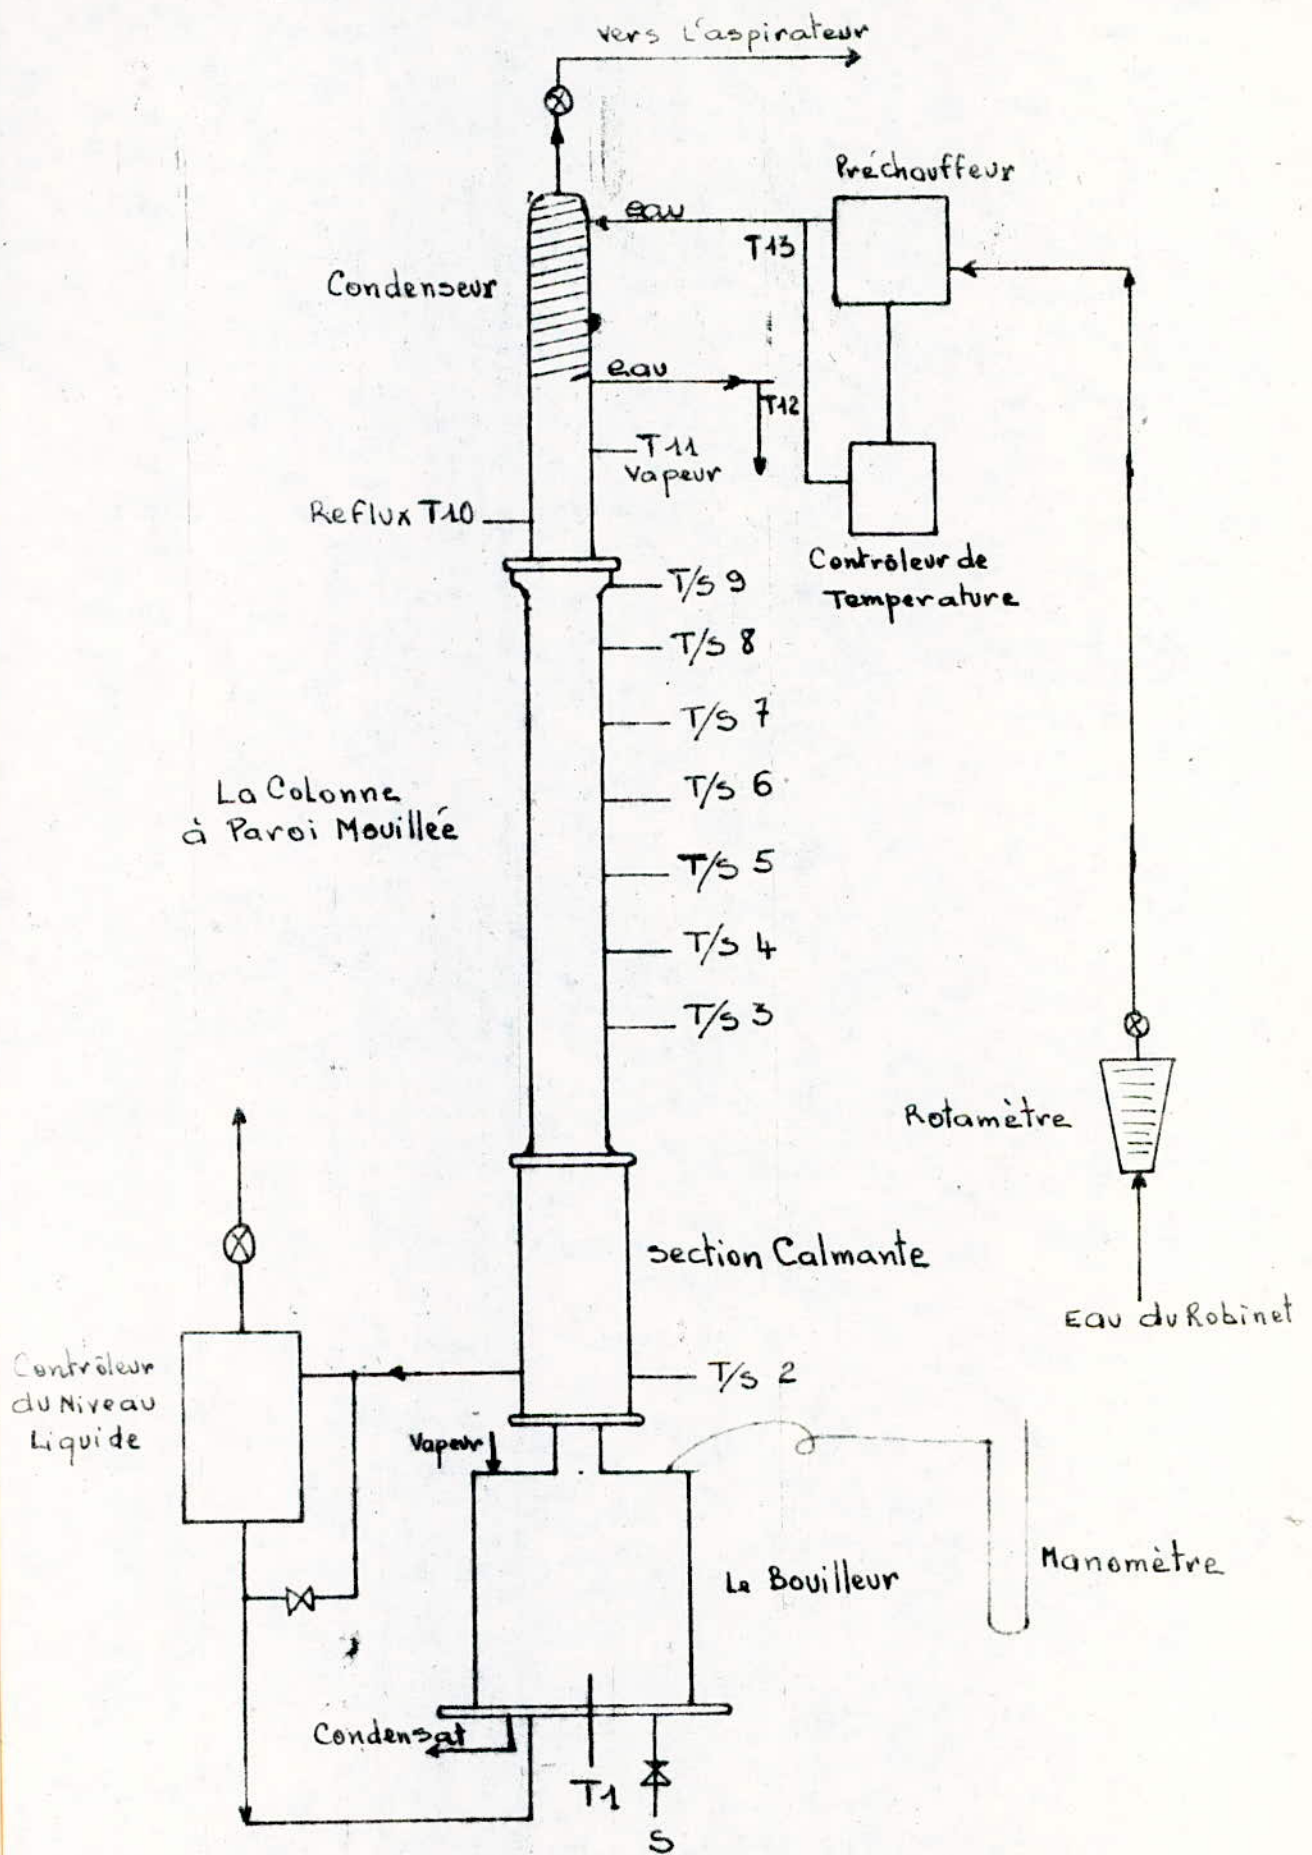 vers l'aspirateur
Préchauffeur
eau
T13
Condenseur
eau
T12
T11
Vapeur
Reflux T10
Contrôleur de
Temperature
T/S 9
T/S 8
T/S 7
T/S 6
La Colonne
à Paroi Mouillée
T/S 5
T/S 4
T/S 3
Rotamètre
section Calmante
Eau du Robinet
Contrôleur
du Niveau
Liquide
T/S 2
Vapeur
Manomètre
Le Bouilleur
Condensat
T1
S